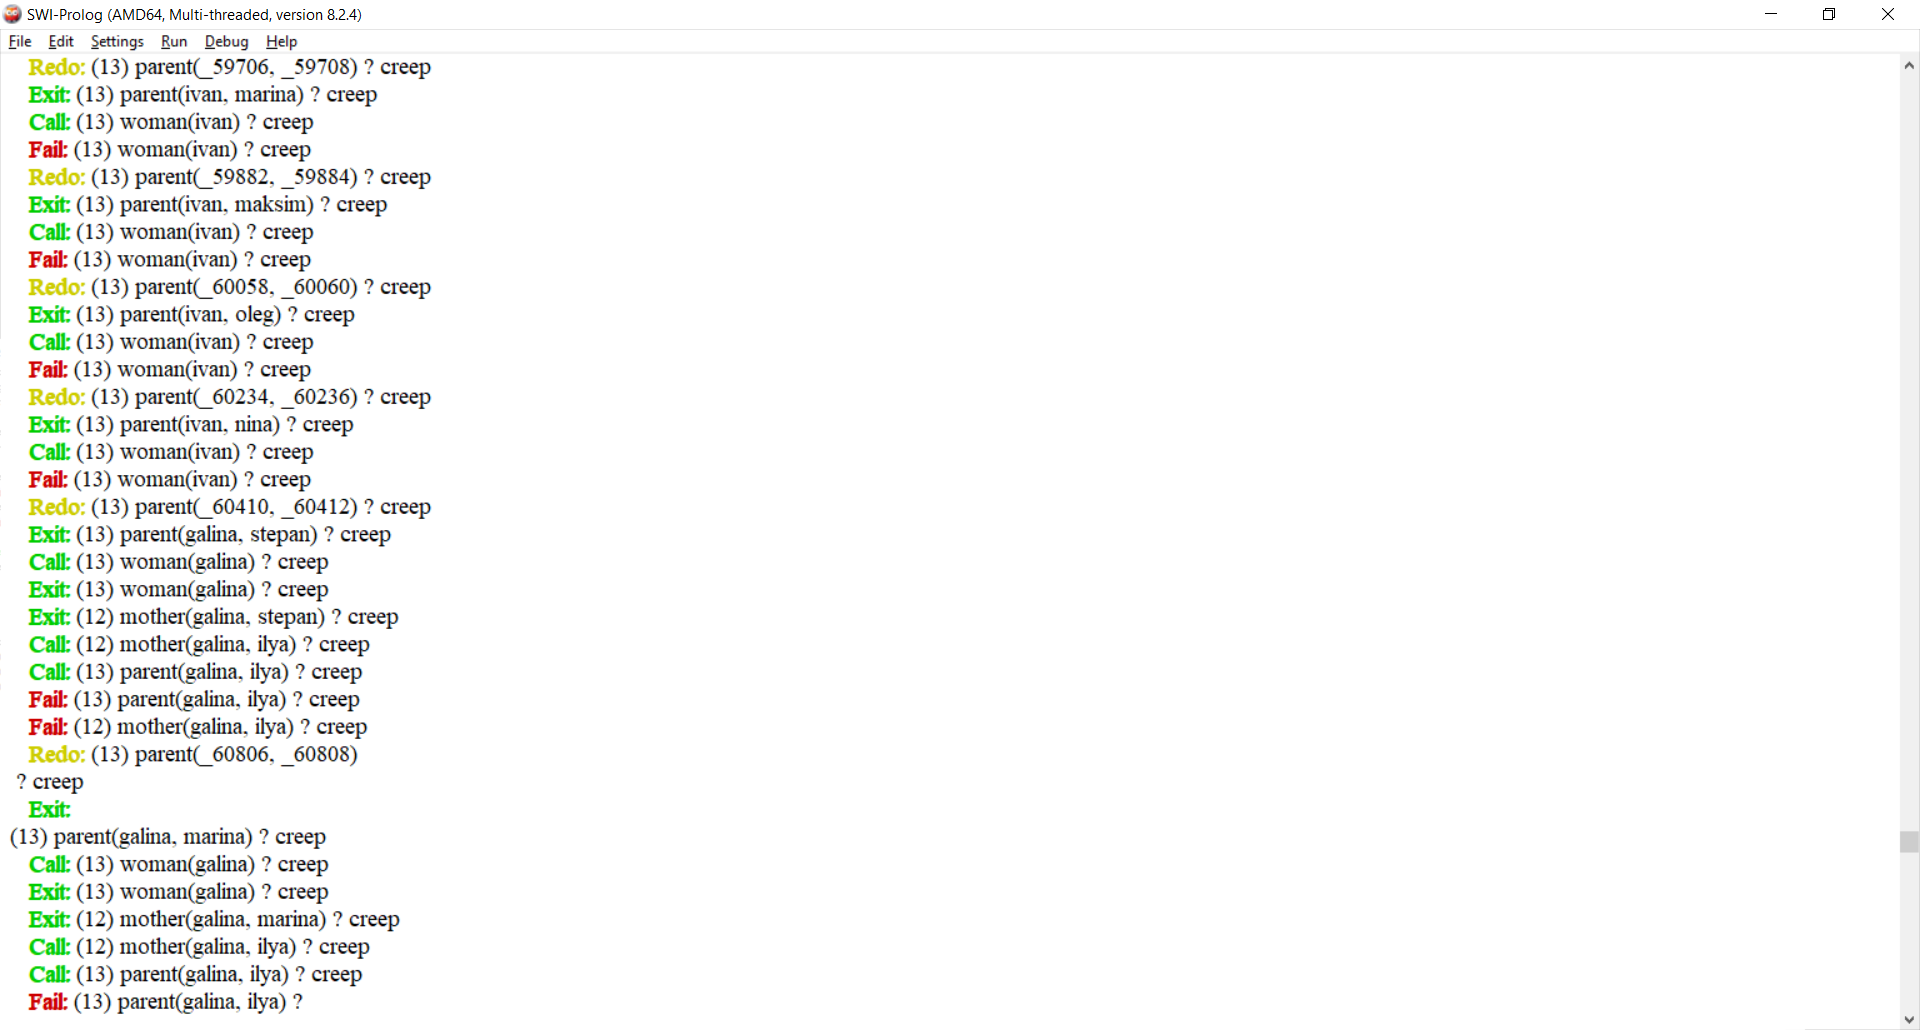 SWI-Prolog (AMD64, Multi-threaded, version 8.2.4)
File Edit Settings Run Debug Help
Redo: (13) parent(_59706, _59708) ? creep
Exit: (13) parent(ivan, marina) ? creep
Call: (13) woman(ivan) ? creep
Fail: (13) woman(ivan) ? creep
Redo: (13) parent(_59882, _59884) ? creep
Exit: (13) parent(ivan, maksim) ? creep
Call: (13) woman(ivan) ? creep
Fail: (13) woman(ivan) ? creep
Redo: (13) parent(_60058, _60060) ? creep
Exit: (13) parent(ivan, oleg) ? creep
Call: (13) woman(ivan) ? creep
Fail: (13) woman(ivan) ? creep
Redo: (13) parent(_60234, _60236) ? creep
Exit: (13) parent(ivan, nina) ? creep
Call: (13) woman(ivan) ? creep
Fail: (13) woman(ivan) ? creep
Redo: (13) parent(_60410, _60412) ? creep
Exit: (13) parent(galina, stepan) ? creep
Call: (13) woman(galina) ? creep
Exit: (13) woman(galina) ? creep
Exit: (12) mother(galina, stepan) ? creep
Call: (12) mother(galina, ilya) ? creep
Call: (13) parent(galina, ilya) ? creep
Fail: (13) parent(galina, ilya) ? creep
Fail: (12) mother(galina, ilya) ? creep
Redo: (13) parent(_60806, _60808)
? creep
Exit:
(13) parent(galina, marina) ? creep
Call: (13) woman(galina) ? creep
Exit: (13) woman(galina) ? creep
Exit: (12) mother(galina, marina) ? creep
Call: (12) mother(galina, ilya) ? creep
Call: (13) parent(galina, ilya) ? creep
Fail: (13) parent(galina, ilya) ?